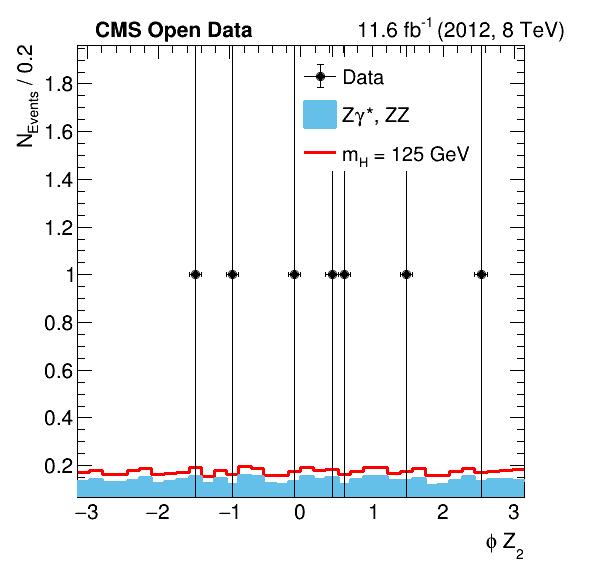 CMS Open Data 11.6 fb⁻¹ (2012, 8 TeV)
N_Events / 0.2
Data
Zγ*, ZZ
m_H = 125 GeV
1.8
1.6
1.4
1.2
1
0.8
0.6
0.4
0.2
−3 −2 −1 0 1 2 3
ϕ Z₂